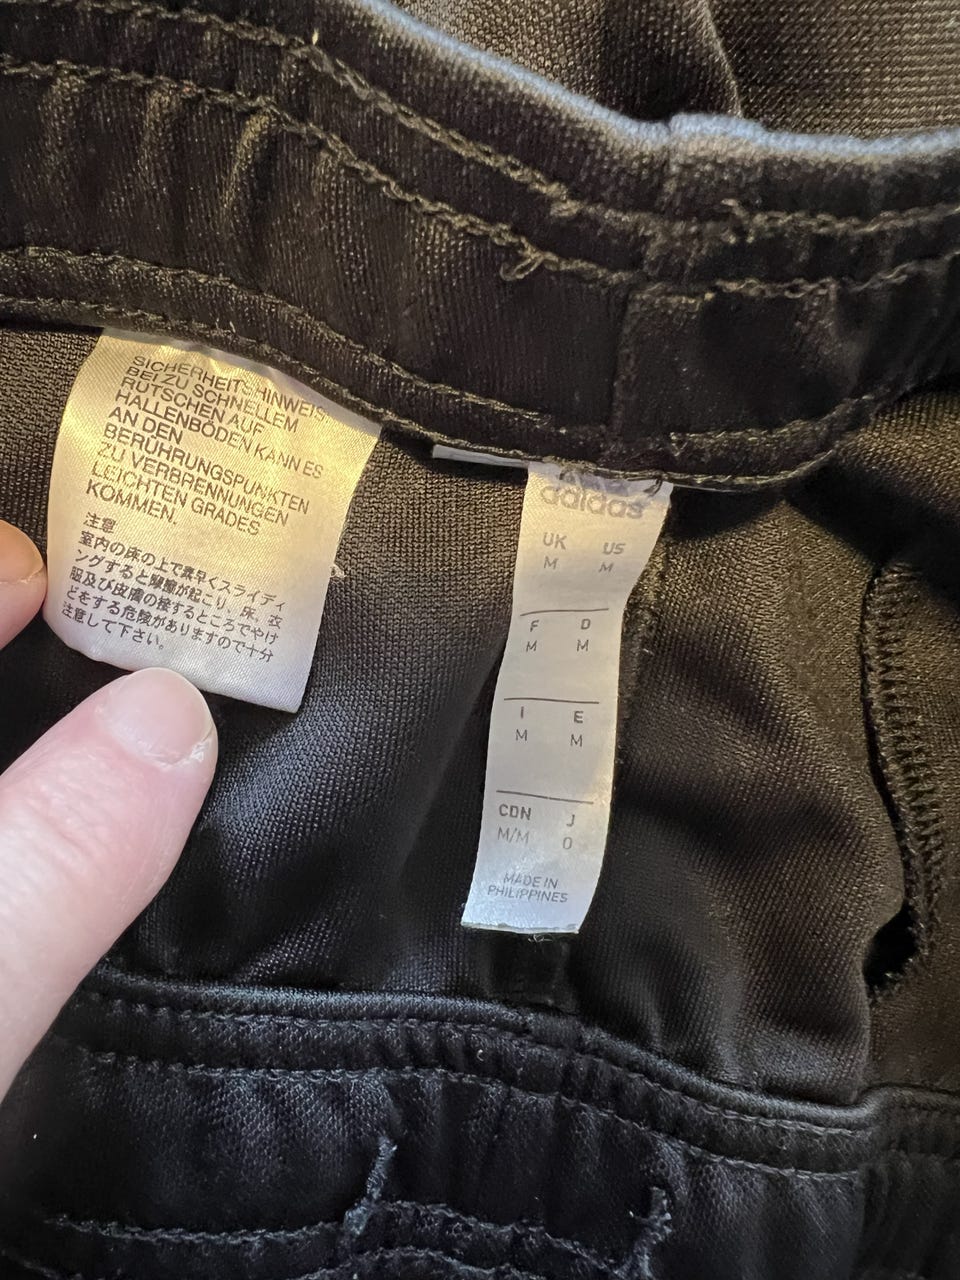 SICHERHEITSHINWEIS:
BEI ZU SCHNELLEM
RUTSCHEN AUF
HALLENBÖDEN KANN ES
AN DEN
BERÜHRUNGSPUNKTEN
ZU VERBRENNUNGEN
LEICHTEN GRADES
KOMMEN.
注意
室内の床の上で素早くスライディ
ングすると摩擦が起こり、床、衣
服及び皮膚の接するところでやけ
どをする危険がありますので十分
注意して下さい。
adidas
UK US
M M
F D
M M
I E
M M
CDN J
M/M O
MADE IN
PHILIPPINES